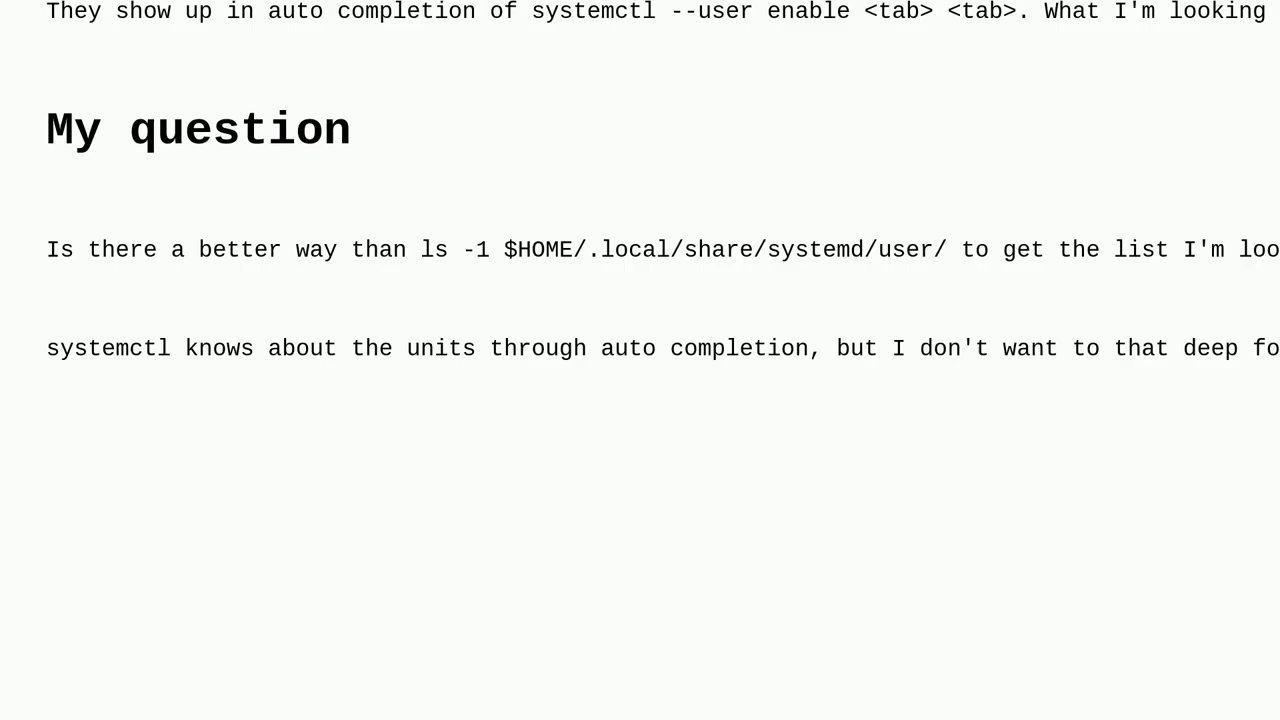 They show up in auto completion of systemctl --user enable <tab> <tab>. What I'm looking
My question
Is there a better way than ls -1 $HOME/.local/share/systemd/user/ to get the list I'm loo
systemctl knows about the units through auto completion, but I don't want to that deep fo